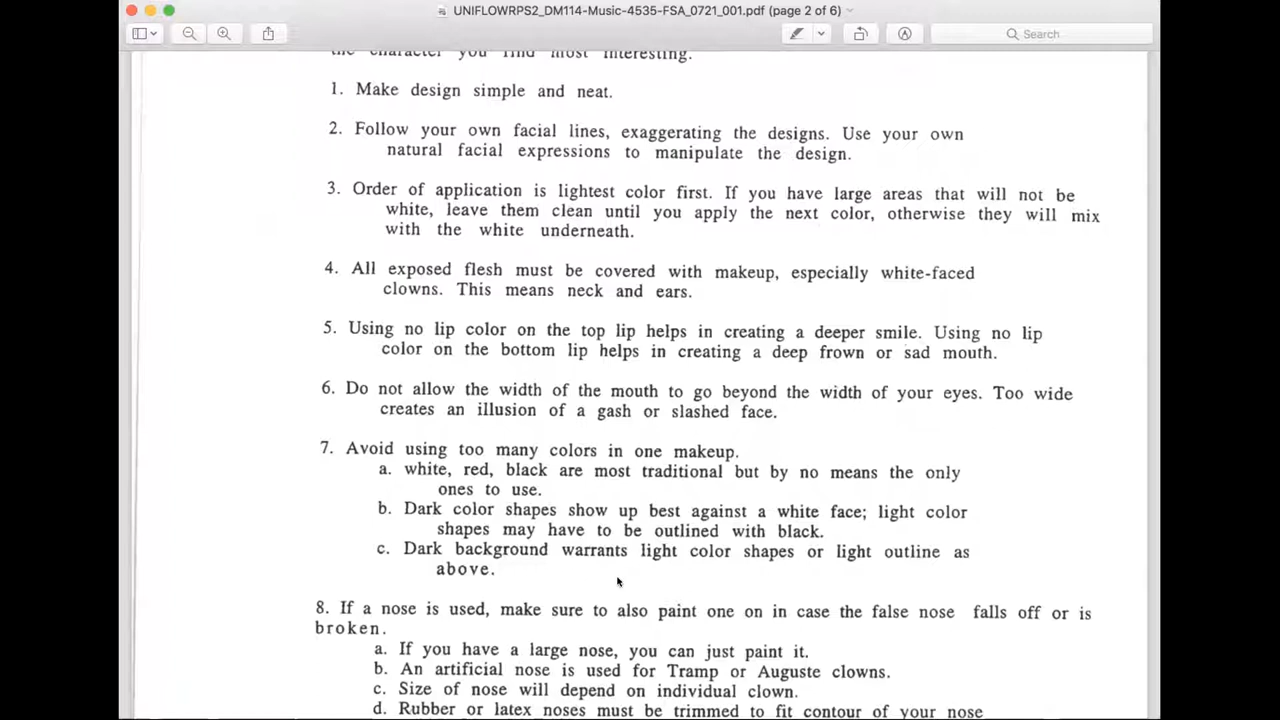 UNIFLOWRPS2_DM114-Music-4535-FSA_0721_001.pdf (page 2 of 6)
Search
the character you find most interesting.
1. Make design simple and neat.
2. Follow your own facial lines, exaggerating the designs. Use your own
natural facial expressions to manipulate the design.
3. Order of application is lightest color first. If you have large areas that will not be
white, leave them clean until you apply the next color, otherwise they will mix
with the white underneath.
4. All exposed flesh must be covered with makeup, especially white-faced
clowns. This means neck and ears.
5. Using no lip color on the top lip helps in creating a deeper smile. Using no lip
color on the bottom lip helps in creating a deep frown or sad mouth.
6. Do not allow the width of the mouth to go beyond the width of your eyes. Too wide
creates an illusion of a gash or slashed face.
7. Avoid using too many colors in one makeup.
a. white, red, black are most traditional but by no means the only
ones to use.
b. Dark color shapes show up best against a white face; light color
shapes may have to be outlined with black.
c. Dark background warrants light color shapes or light outline as
above.
8. If a nose is used, make sure to also paint one on in case the false nose falls off or is
broken.
a. If you have a large nose, you can just paint it.
b. An artificial nose is used for Tramp or Auguste clowns.
c. Size of nose will depend on individual clown.
d. Rubber or latex noses must be trimmed to fit contour of your nose